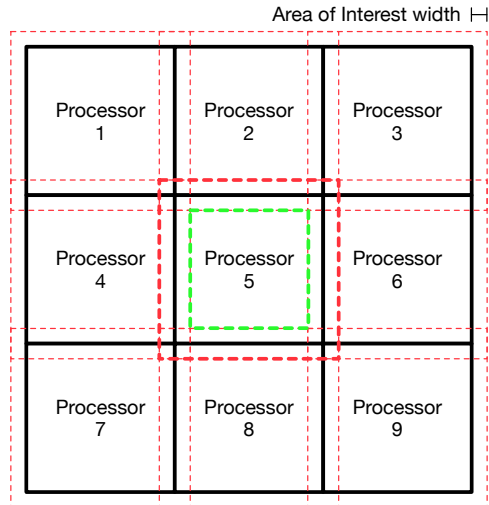 Area of Interest width
Processor
1
Processor
2
Processor
3
Processor
4
Processor
5
Processor
6
Processor
7
Processor
8
Processor
9